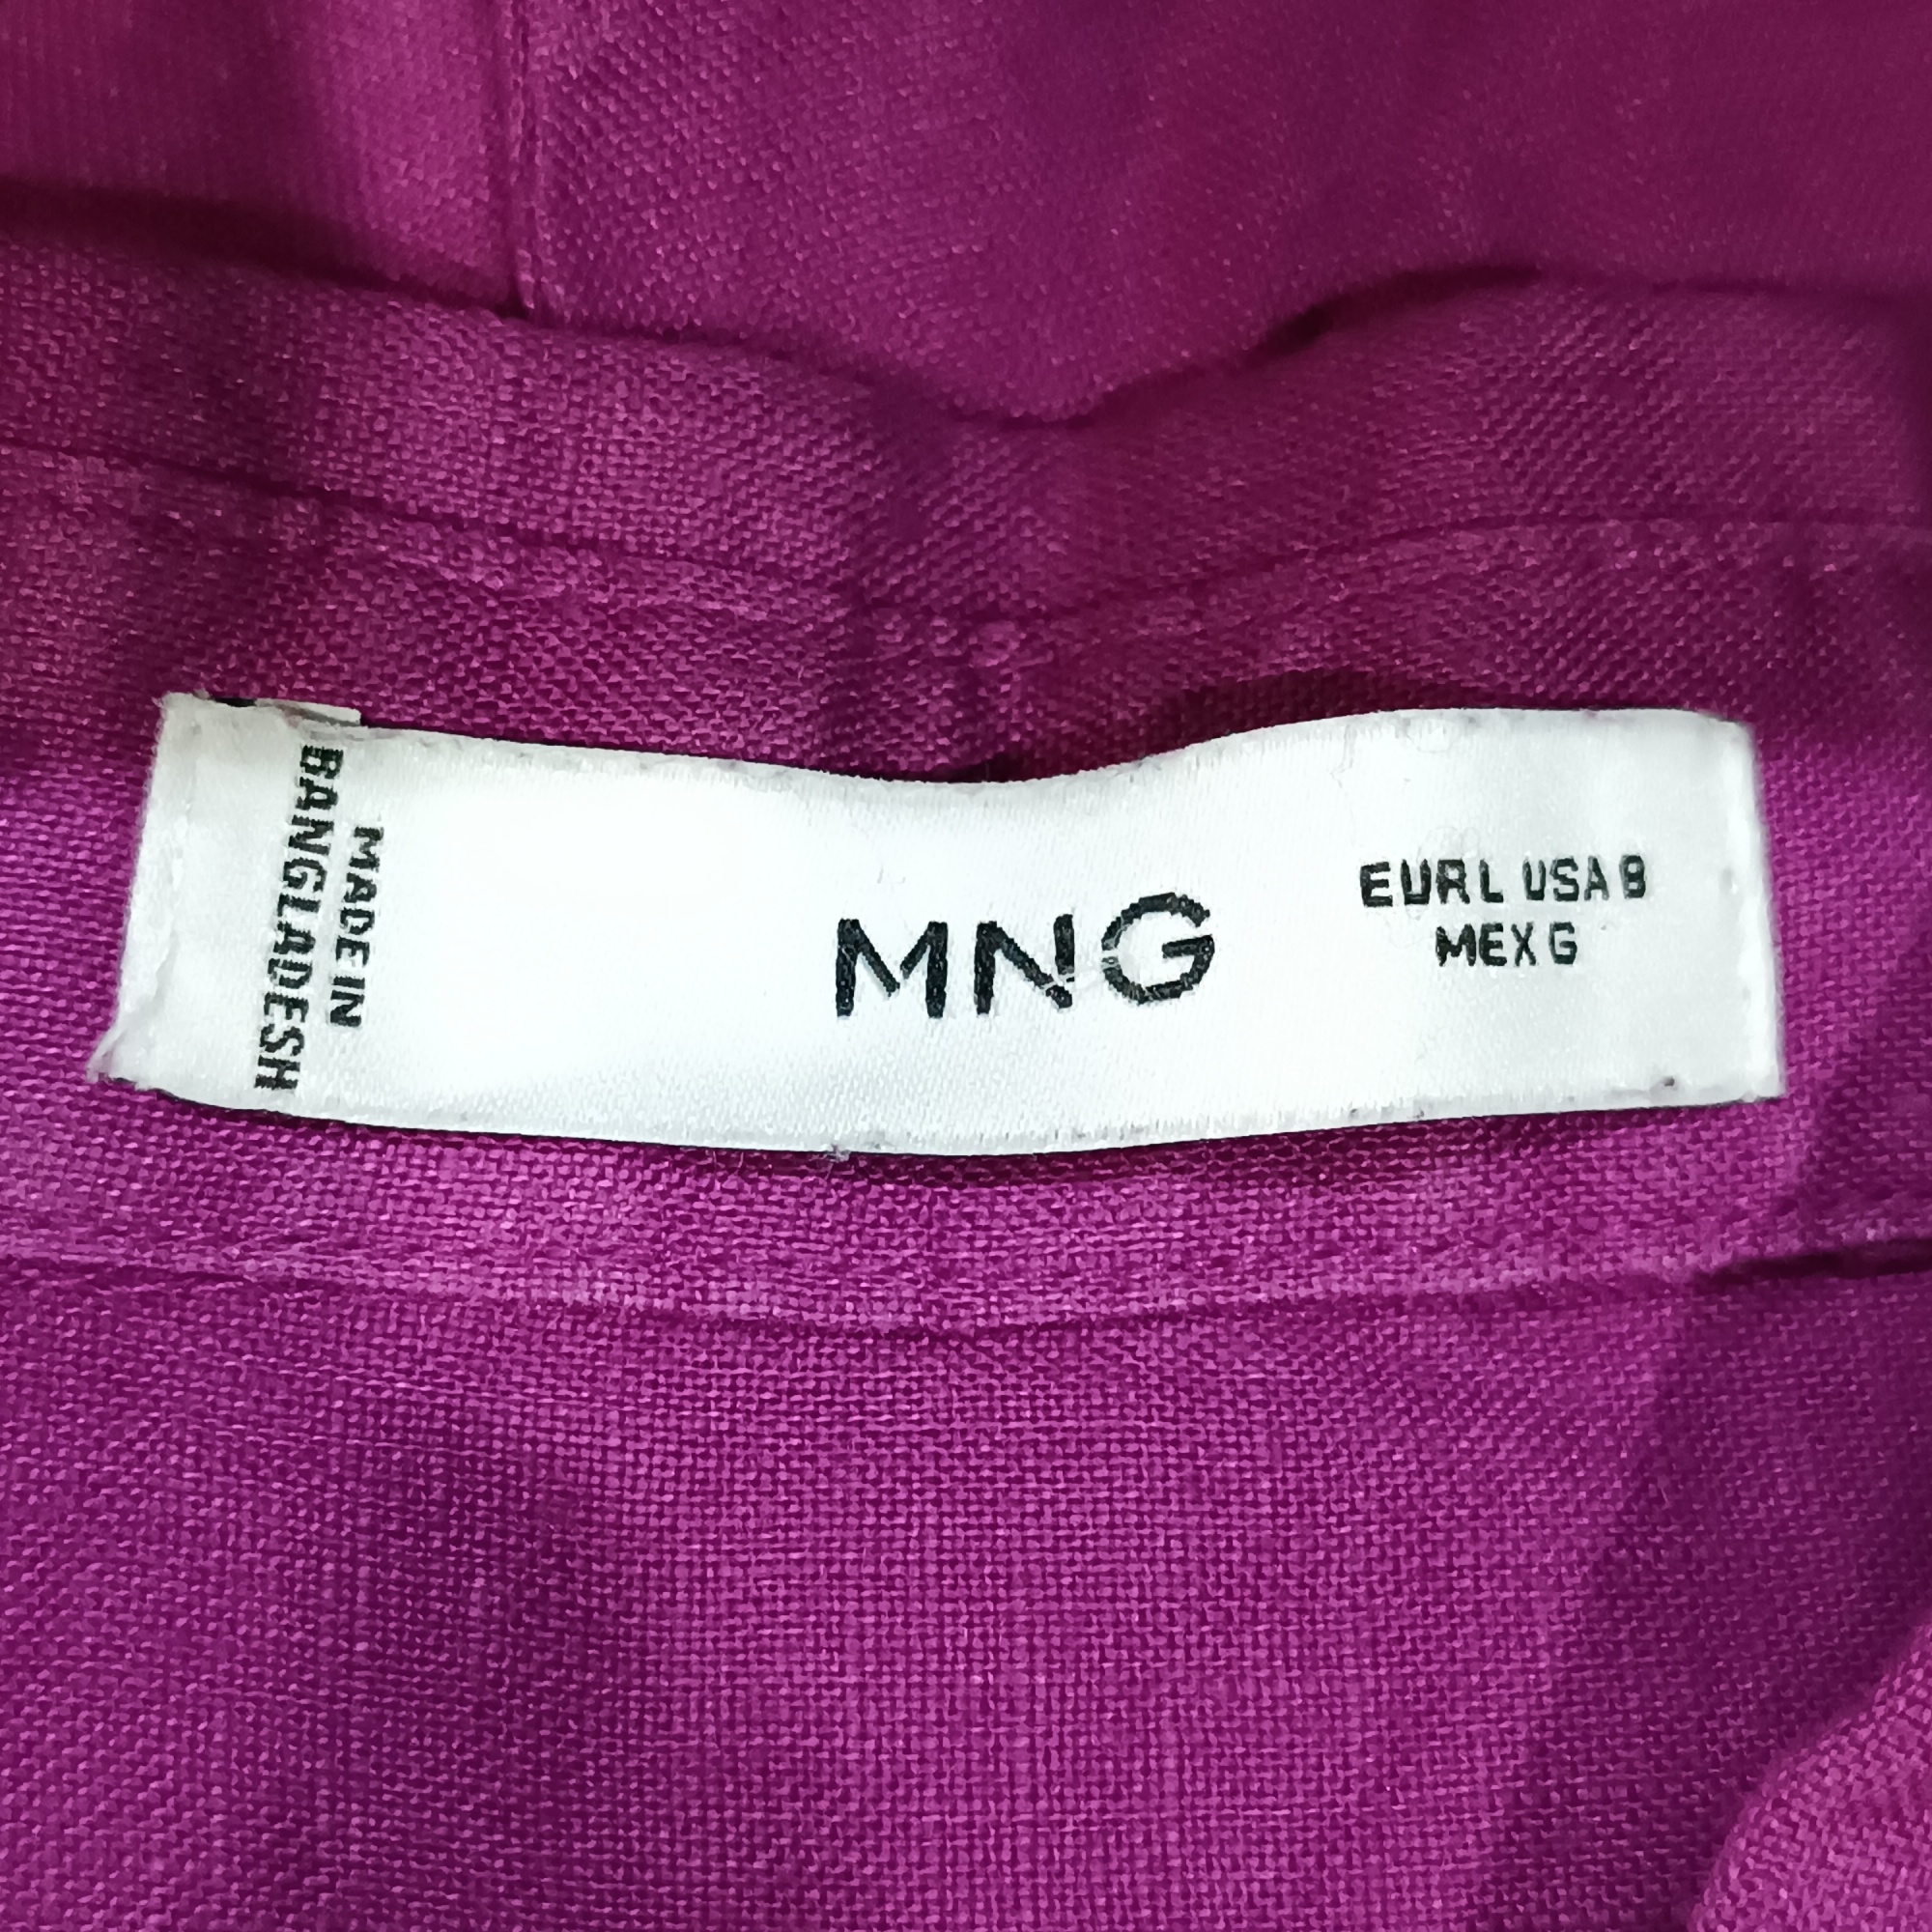 MADE IN
BANGLADESH
MNG
EUR L USA 8
MEX G